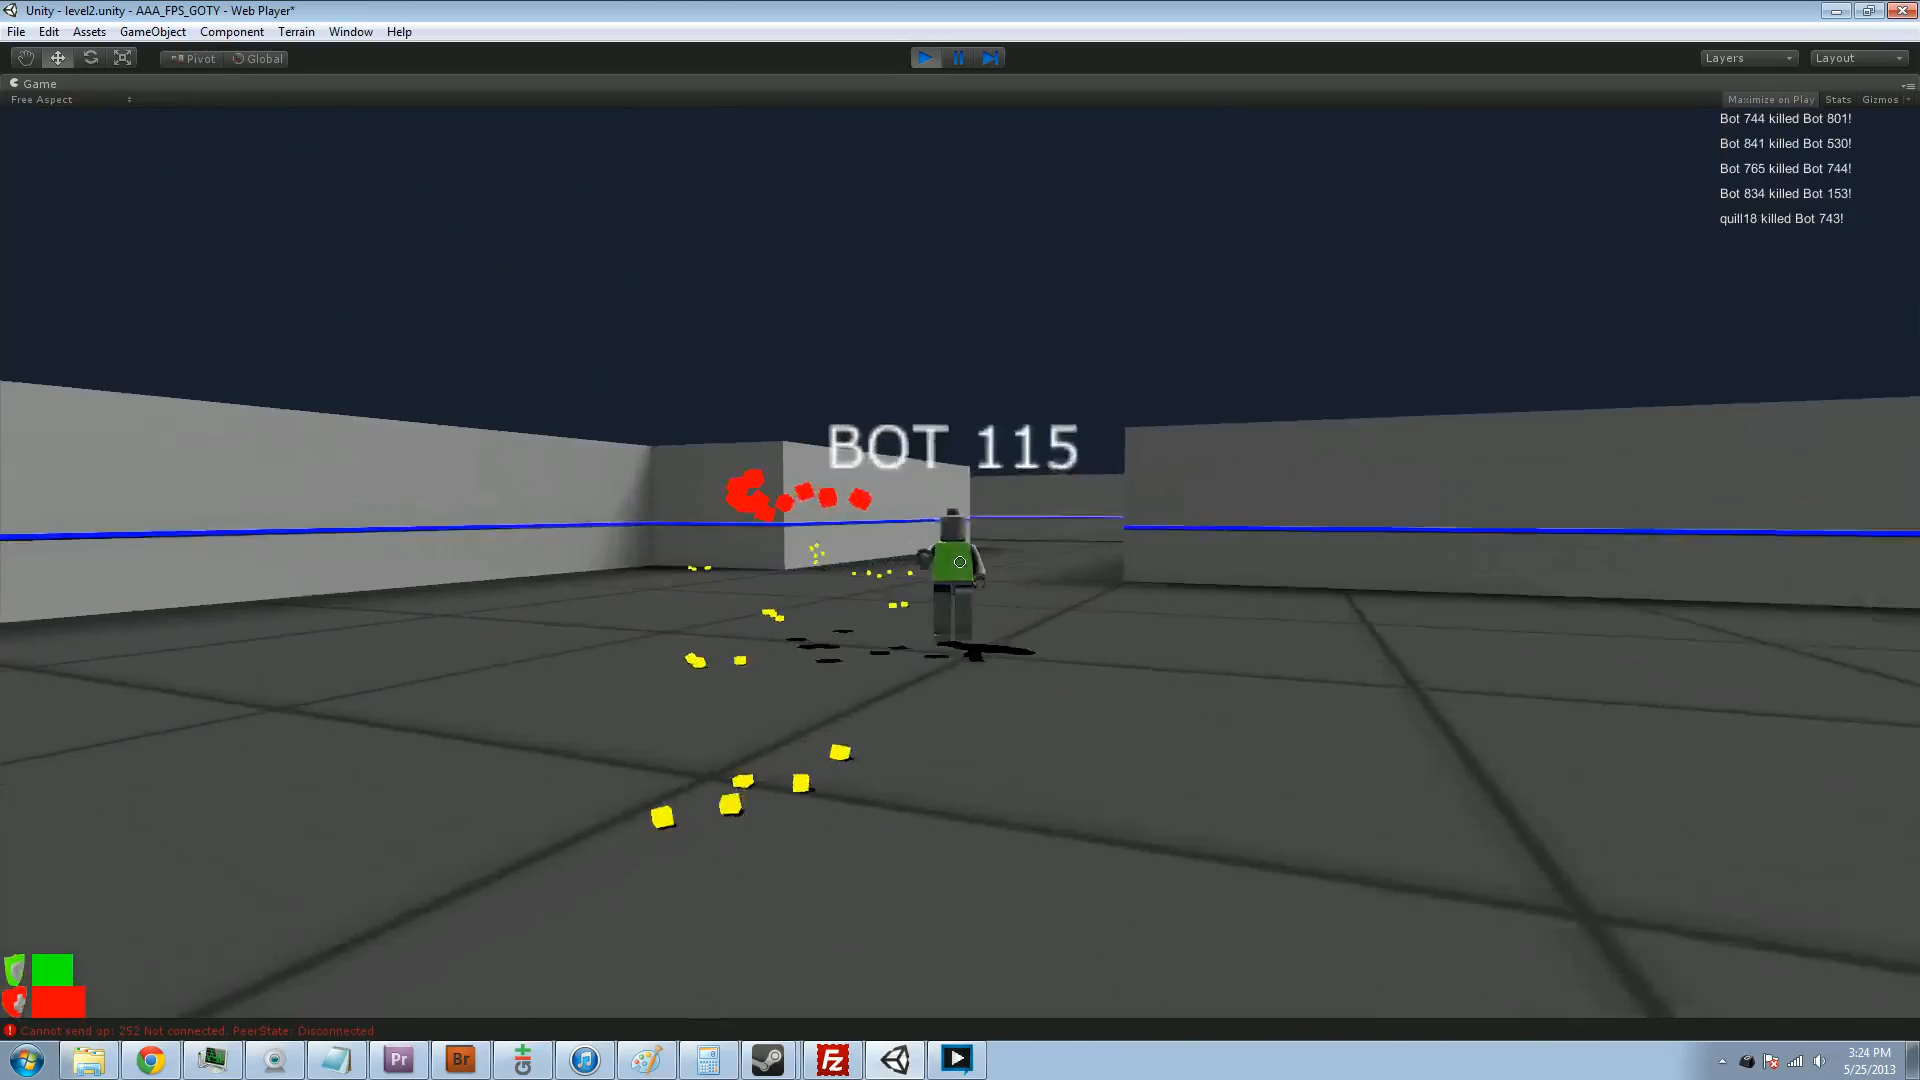 Unity - level2.unity - AAA_FPS_GOTY - Web Player*
File Edit Assets GameObject Component Terrain Window Help
Pivot Global Layers Layout
Game
Free Aspect Maximize on Play Stats Gizmos
Bot 744 killed Bot 801!
Bot 841 killed Bot 530!
Bot 765 killed Bot 744!
Bot 834 killed Bot 153!
quill18 killed Bot 743!
BOT 115
Cannot send op: 252 Not connected. PeerState: Disconnected
Pr Br Fz
3:24 PM
5/25/2013